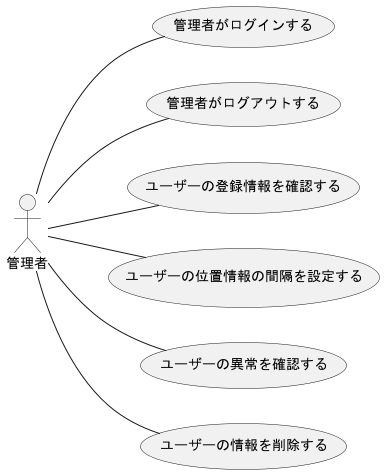 管理者がログインする
管理者がログアウトする
ユーザーの登録情報を確認する
ユーザーの位置情報の間隔を設定する
管理者
ユーザーの異常を確認する
ユーザーの情報を削除する